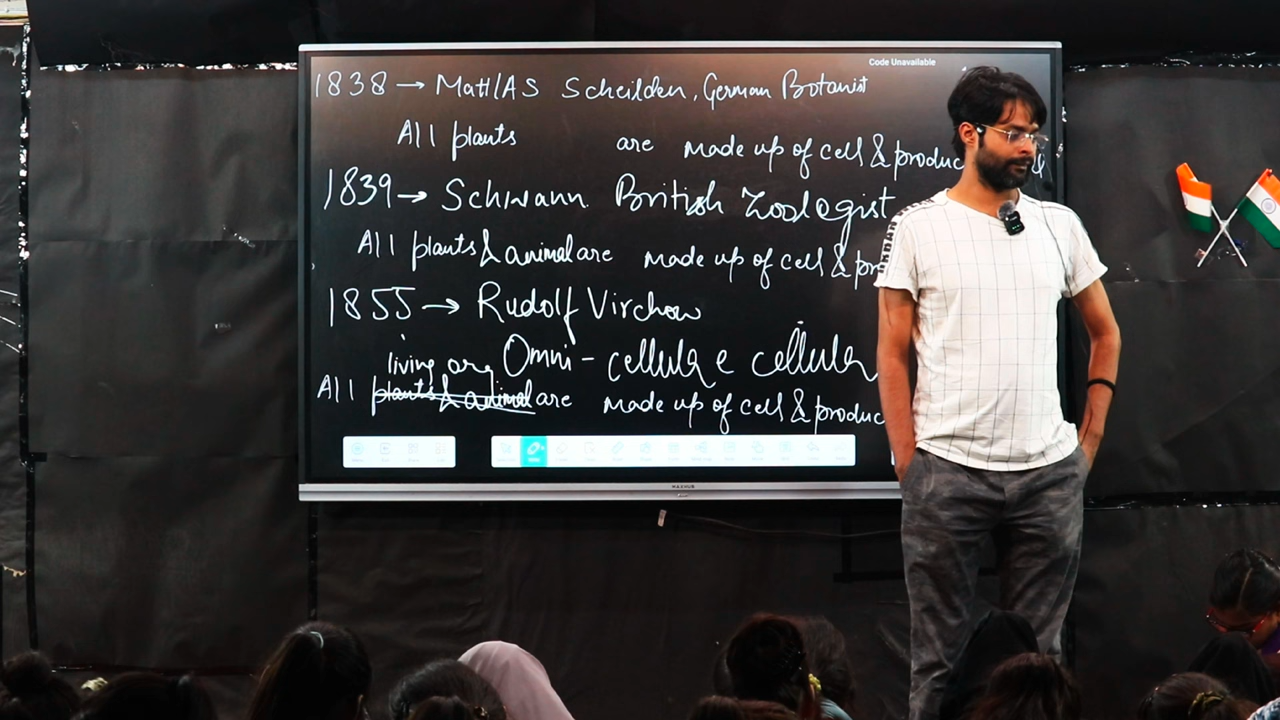 Code Unavailable
1838 → MatIAS Scheilden, German Botanist
All plants are made up of cell & produc
1839 → Schwann British Zoologist
All plants & animal are made up of cell & pr
1855 → Rudolf Virchow
living org Omni - cellula e cellula
All plants & animal are made up of cell & produc
MAXHUB